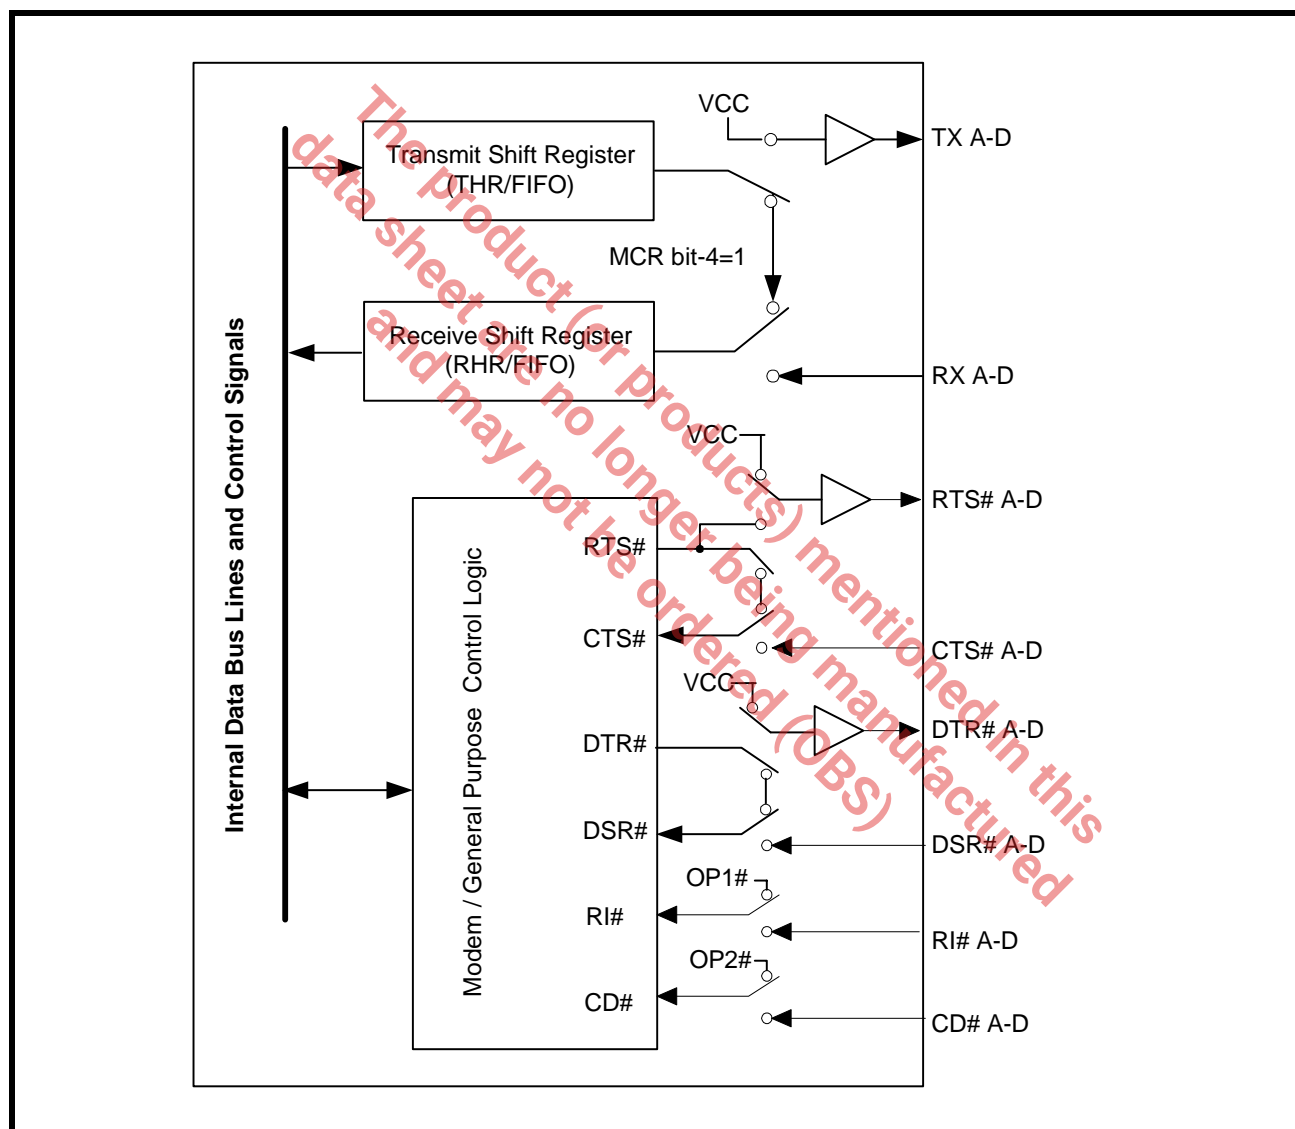 VCC
TX A-D
Transmit Shift Register
(THR/FIFO)
MCR bit-4=1
Receive Shift Register
(RHR/FIFO)
RX A-D
VCC
RTS# A-D
RTS#
CTS#
CTS# A-D
VCC
DTR# A-D
DTR#
DSR#
DSR# A-D
OP1#
RI#
RI# A-D
OP2#
CD#
CD# A-D
Internal Data Bus Lines and Control Signals
Modem / General Purpose Control Logic
The product (or products) mentioned in this
data sheet are no longer being manufactured
and may not be ordered (OBS)